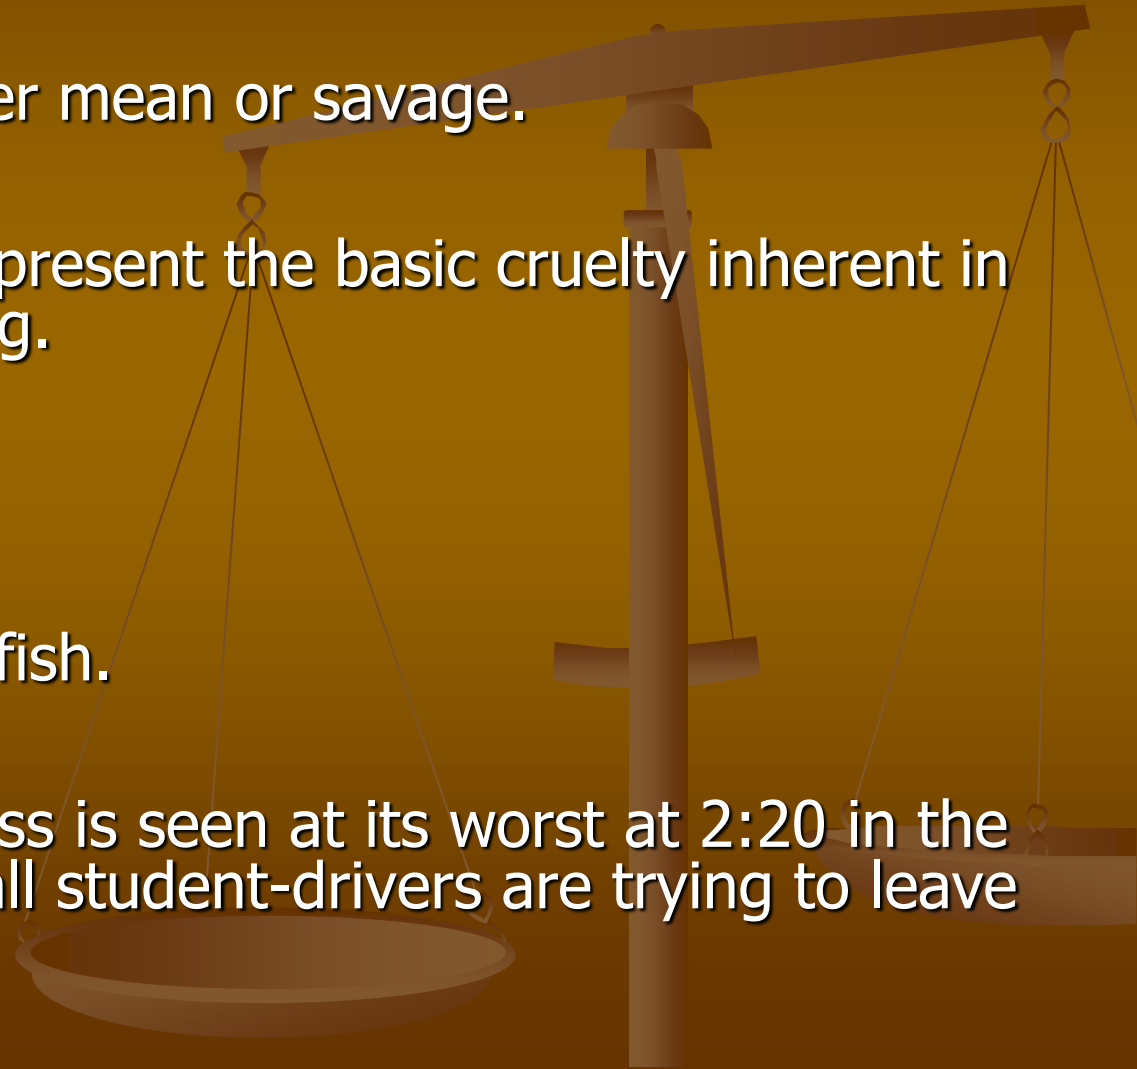 er mean or savage.
present the basic cruelty inherent in
g.
fish.
ss is seen at its worst at 2:20 in the
all student-drivers are trying to leave